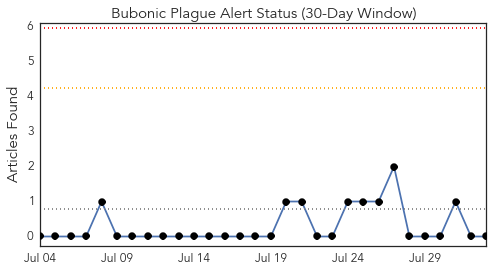 Bubonic Plague Alert Status (30-Day Window)
Articles Found
6
5
4
3
2
1
0
Jul 04 Jul 09 Jul 14 Jul 19 Jul 24 Jul 29